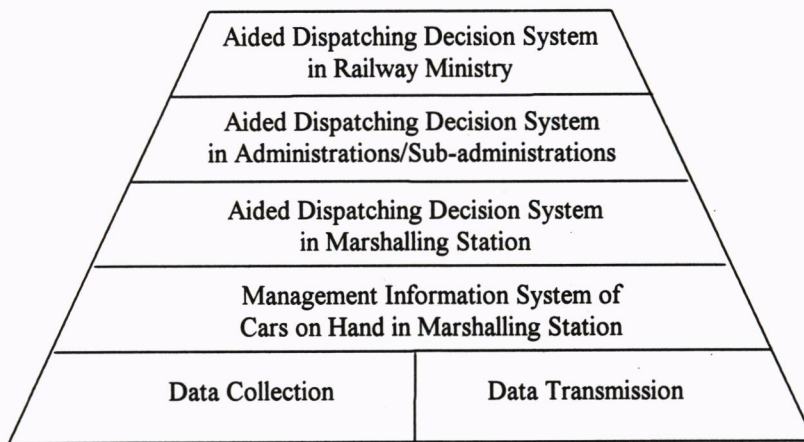 Aided Dispatching Decision System
in Railway Ministry
Aided Dispatching Decision System
in Administrations/Sub-administrations
Aided Dispatching Decision System
in Marshalling Station
Management Information System of
Cars on Hand in Marshalling Station
Data Collection
Data Transmission